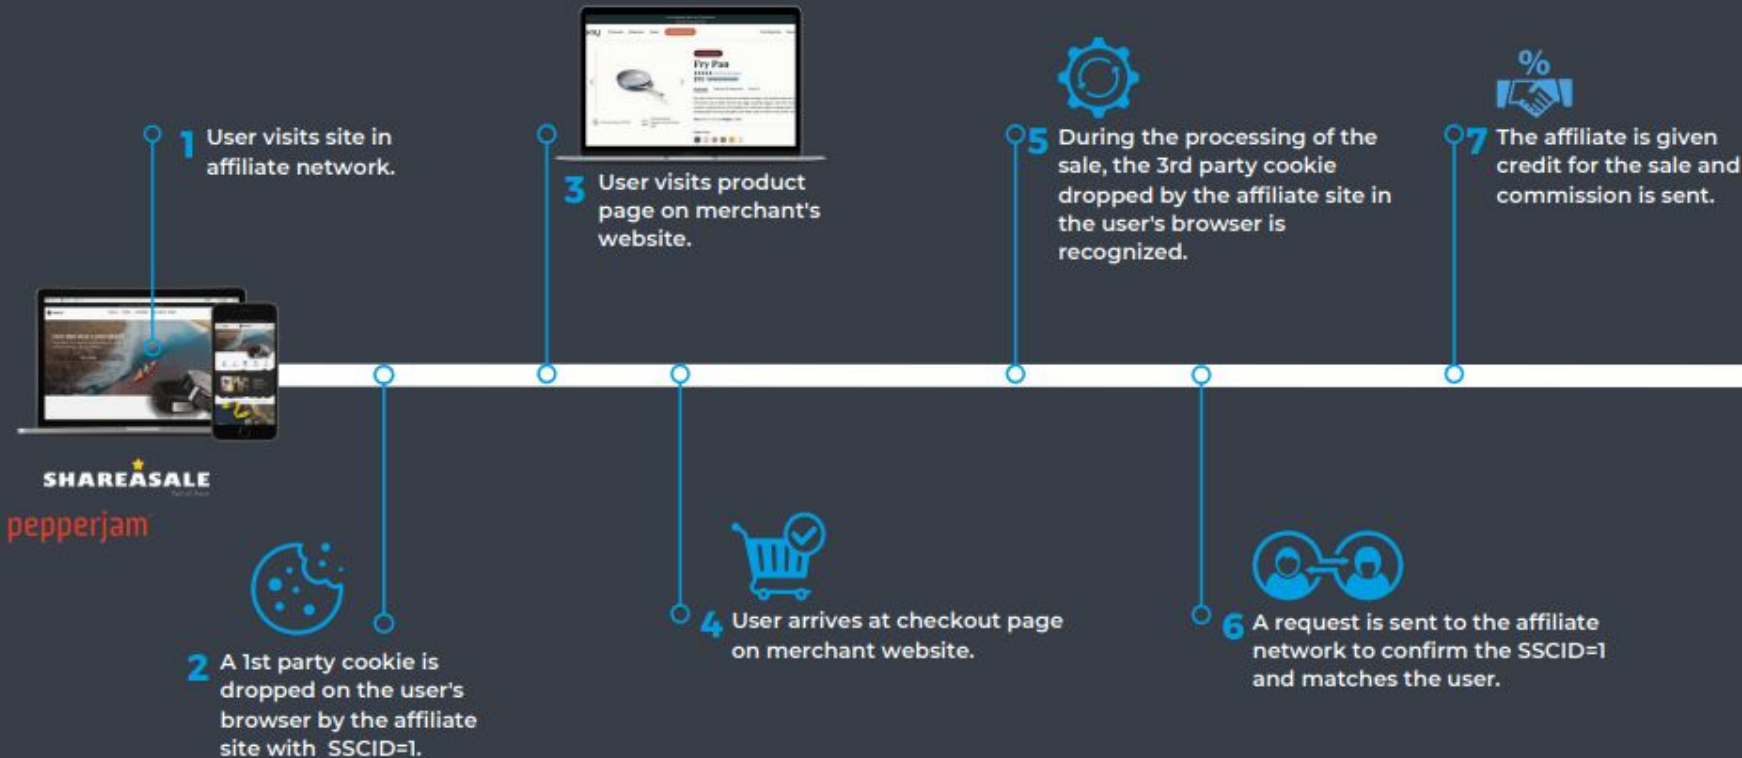 1
User visits site in
affiliate network.
SHAREASALE
pepperjam
2
A 1st party cookie is
dropped on the user's
browser by the affiliate
site with SSCID=1.
Fry Pan
3
User visits product
page on merchant's
website.
4
User arrives at checkout page
on merchant website.
5
During the processing of the
sale, the 3rd party cookie
dropped by the affiliate site in
the user's browser is
recognized.
6
A request is sent to the affiliate
network to confirm the SSCID=1
and matches the user.
%
7
The affiliate is given
credit for the sale and
commission is sent.